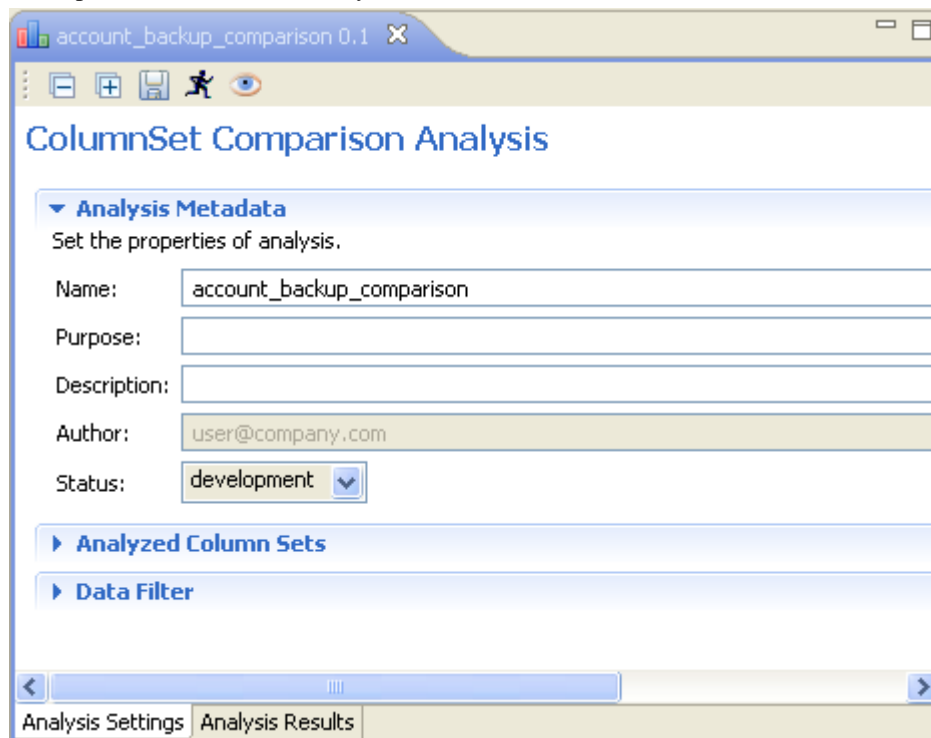 account_backup_comparison 0.1
ColumnSet Comparison Analysis
Analysis Metadata
Set the properties of analysis.
Name: account_backup_comparison
Purpose:
Description:
Author: user@company.com
Status: development
Analyzed Column Sets
Data Filter
Analysis Settings Analysis Results